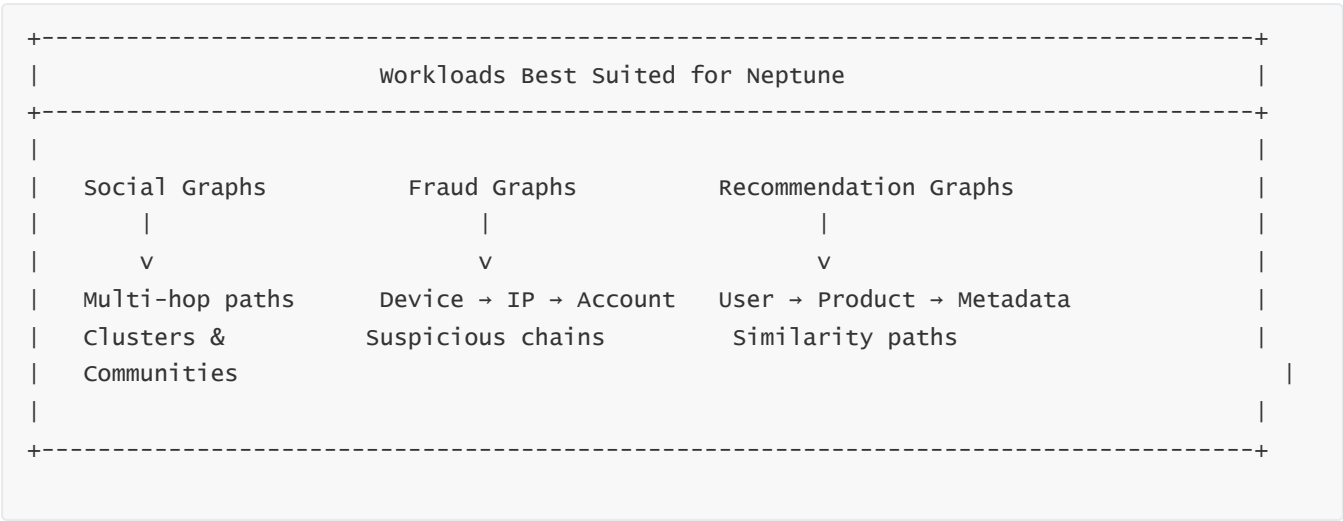 +--------------------------------------------------------------------------------------+
|                        Workloads Best Suited for Neptune                             |
+--------------------------------------------------------------------------------------+
|                                                                                      |
|   Social Graphs          Fraud Graphs          Recommendation Graphs                 |
|       |                       |                       |                              |
|       v                       v                       v                              |
|   Multi-hop paths      Device → IP → Account   User → Product → Metadata             |
|   Clusters &          Suspicious chains         Similarity paths                     |
|   Communities                                                                          |
|                                                                                      |
+--------------------------------------------------------------------------------------+